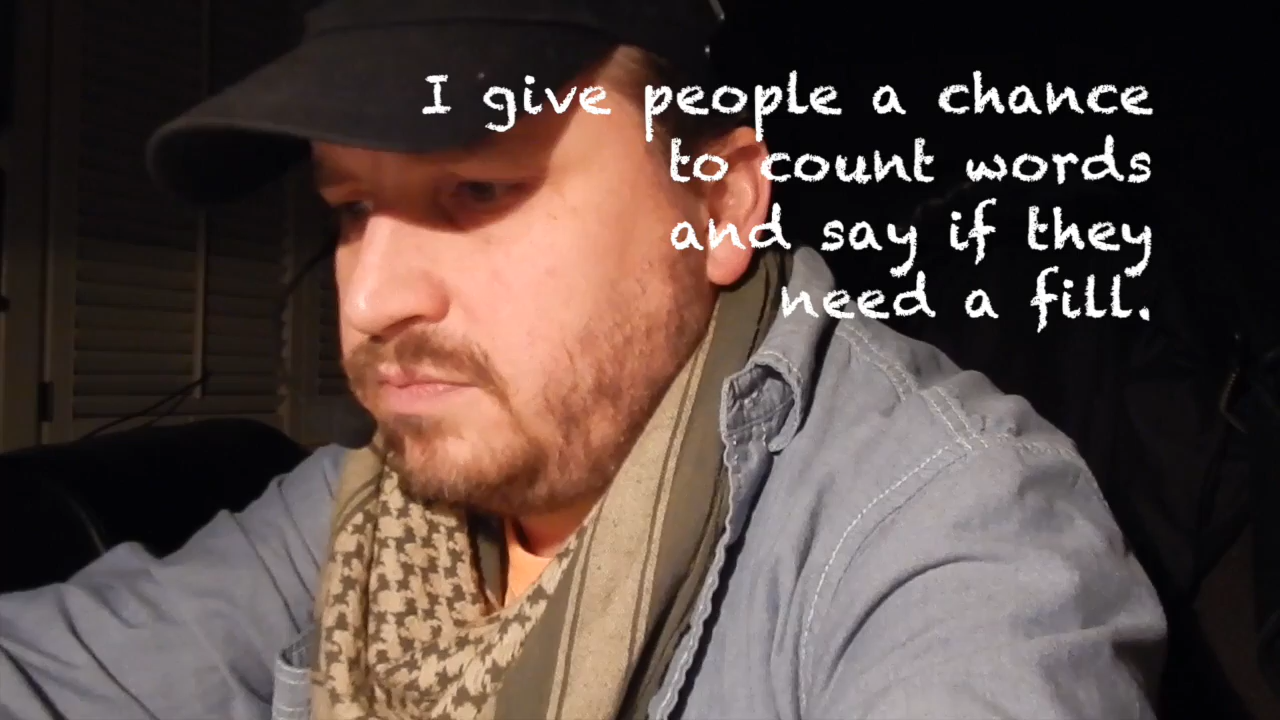 I give people a chance
to count words
and say if they
need a fill.